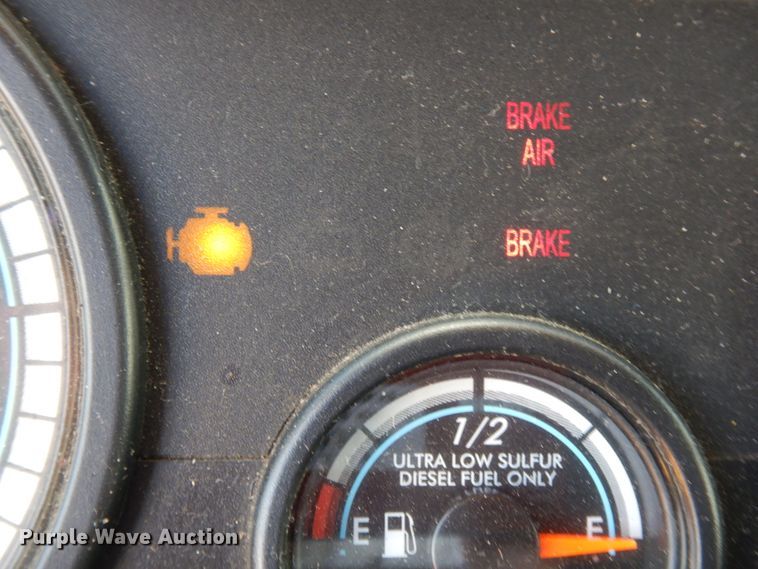 BRAKE
AIR
BRAKE
1/2
ULTRA LOW SULFUR
DIESEL FUEL ONLY
E F
Purple Wave Auction